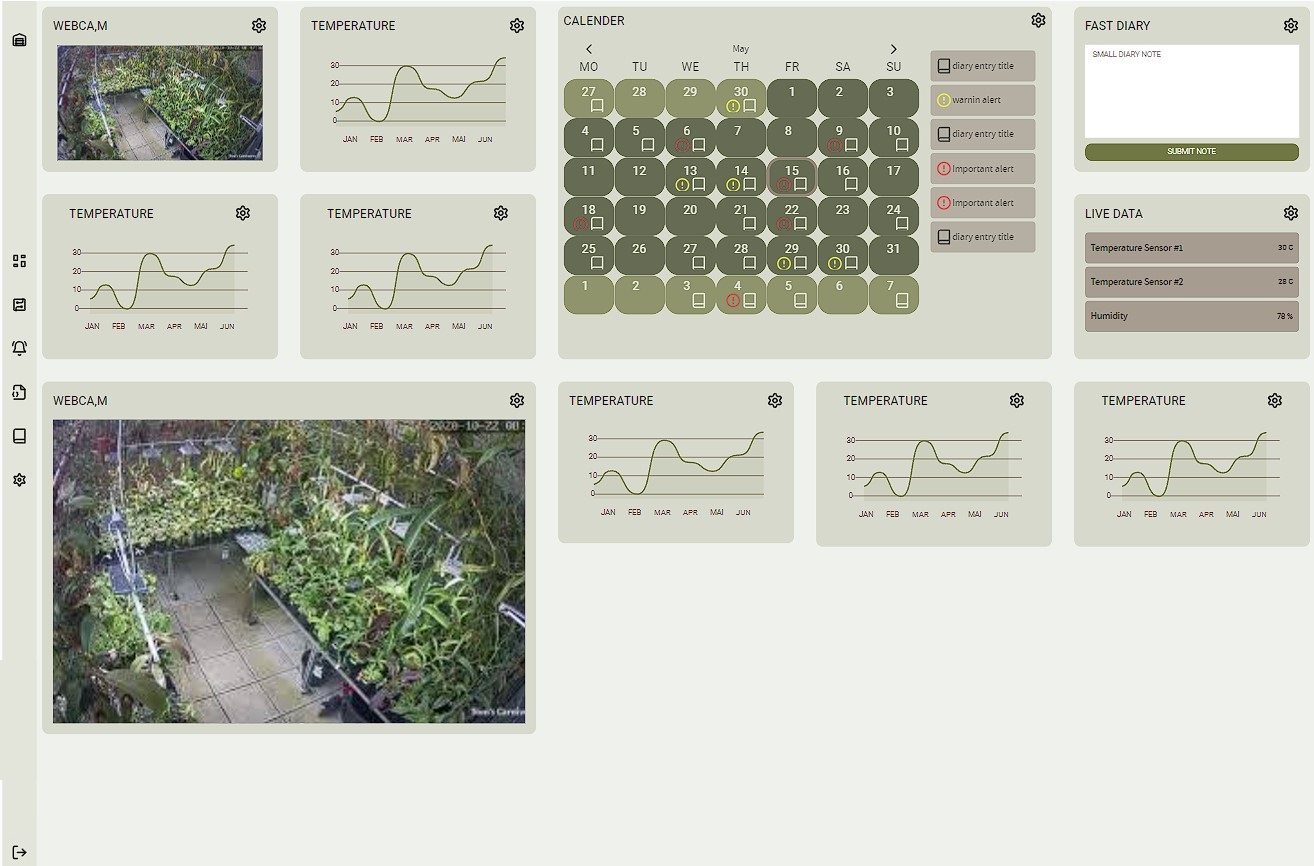 WEBCA,M
2020-10-22 08
TEMPERATURE
30
20
10
0
JAN FEB MAR APR MAI JUN
CALENDER
May
MO TU WE TH FR SA SU
27 28 29 30 1 2 3
4 5 6 7 8 9 10
11 12 13 14 15 16 17
18 19 20 21 22 23 24
25 26 27 28 29 30 31
1 2 3 4 5 6 7
diary entry title
warnin alert
diary entry title
Important alert
Important alert
diary entry title
FAST DIARY
SMALL DIARY NOTE
SUBMIT NOTE
TEMPERATURE
30
20
10
0
JAN FEB MAR APR MAI JUN
TEMPERATURE
30
20
10
0
JAN FEB MAR APR MAI JUN
LIVE DATA
Temperature Sensor #1 30 C
Temperature Sensor #2 28 C
Humidity 78 %
WEBCA,M
2020-10-22 08:
TEMPERATURE
30
20
10
0
JAN FEB MAR APR MAI JUN
TEMPERATURE
30
20
10
0
JAN FEB MAR APR MAI JUN
TEMPERATURE
30
20
10
0
JAN FEB MAR APR MAI JUN